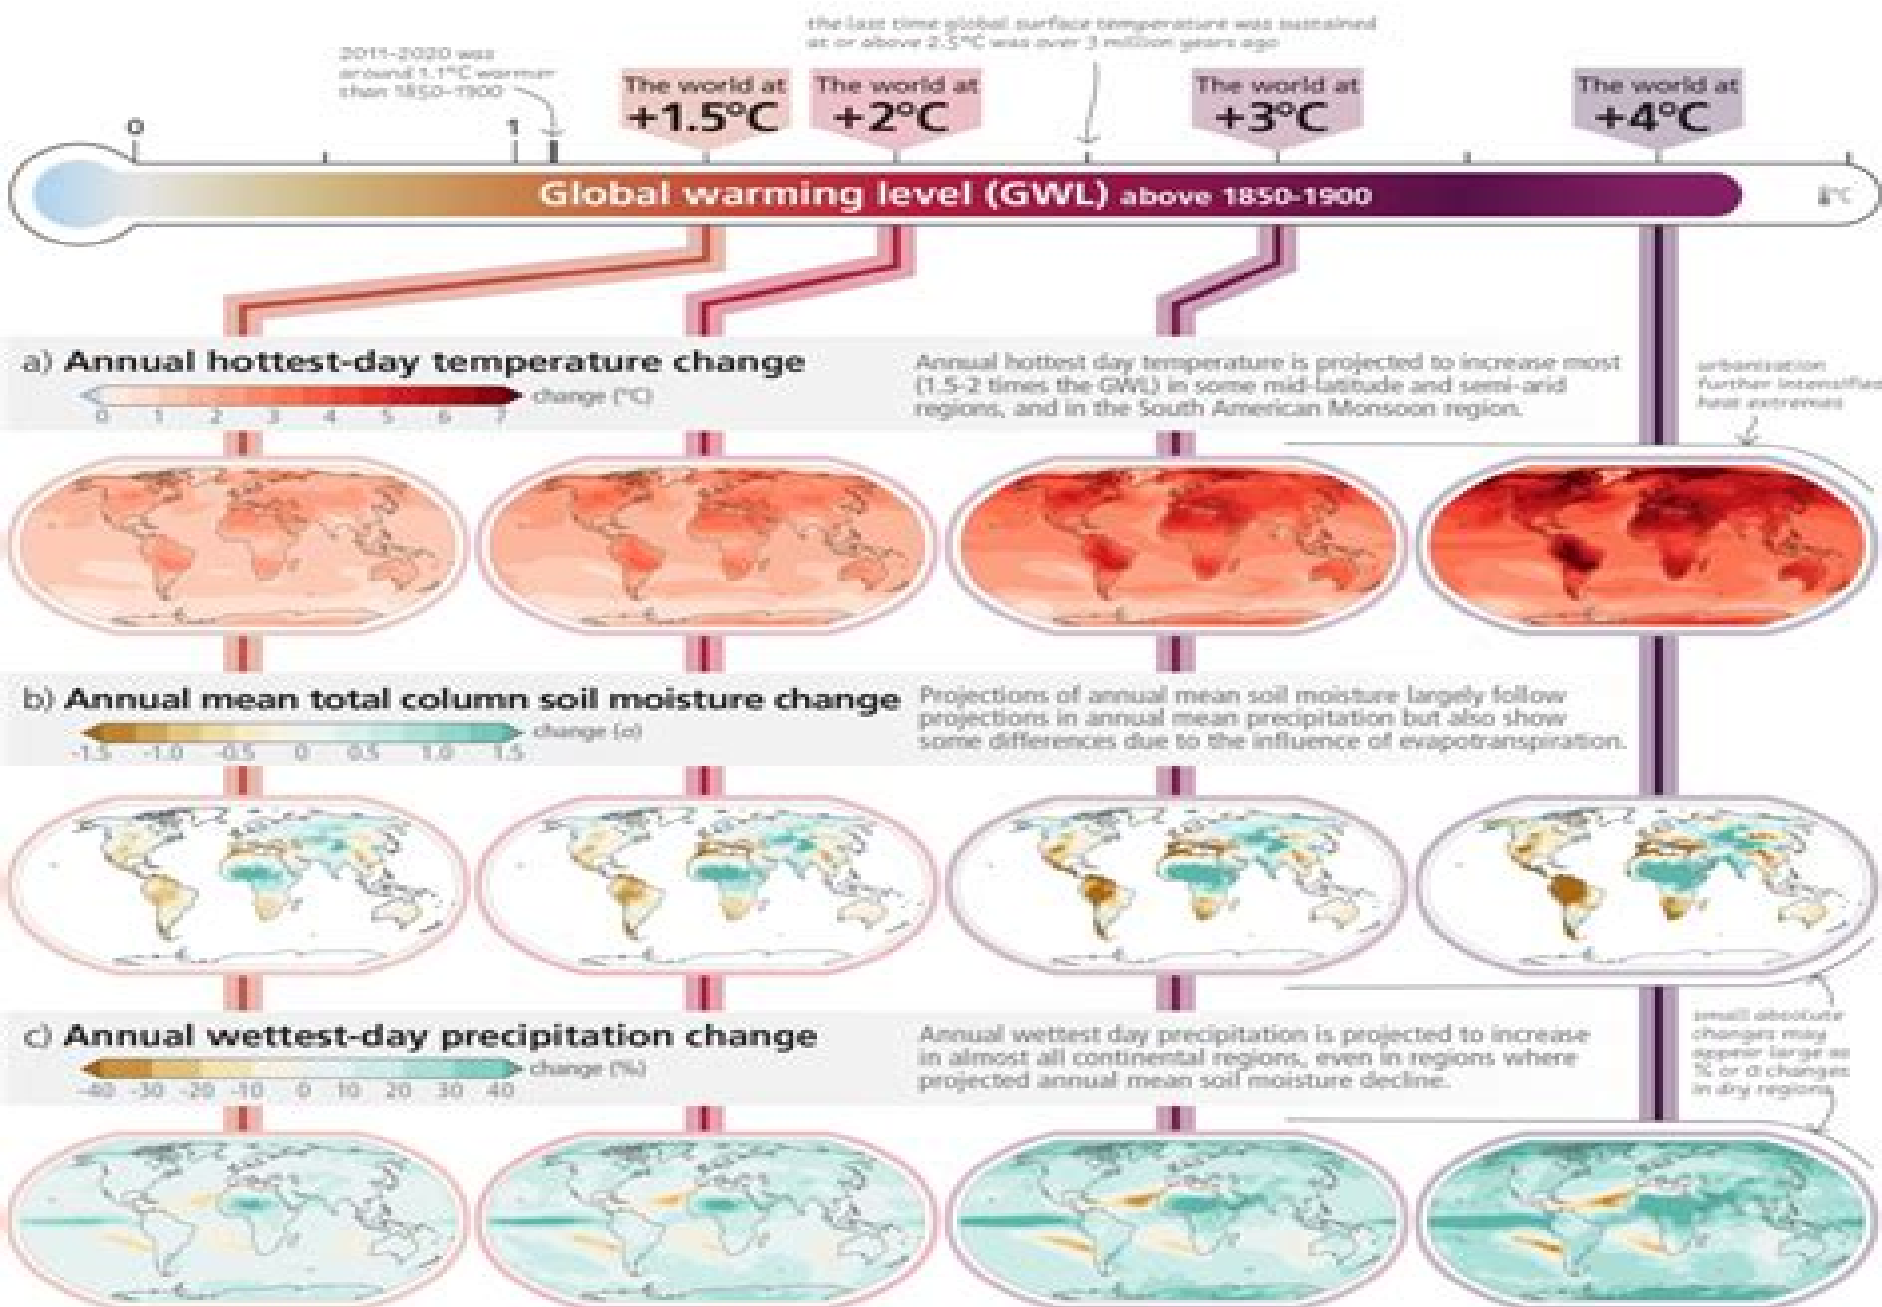 the last time global surface temperature was sustained
at or above 2.5°C was over 3 million years ago
2011-2020 was
around 1.1°C warmer
than 1850-1900
The world at
+1.5°C
The world at
+2°C
The world at
+3°C
The world at
+4°C
0
1
Global warming level (GWL) above 1850-1900
°C
a) Annual hottest-day temperature change
change (°C)
0 1 2 3 4 5 6 7
Annual hottest day temperature is projected to increase most
(1.5-2 times the GWL) in some mid-latitude and semi-arid
regions, and in the South American Monsoon region.
urbanization
further intensifies
heat extremes
b) Annual mean total column soil moisture change
change (σ)
-1.5 -1.0 -0.5 0 0.5 1.0 1.5
Projections of annual mean soil moisture largely follow
projections in annual mean precipitation but also show
some differences due to the influence of evapotranspiration.
c) Annual wettest-day precipitation change
change (%)
-40 -30 -20 -10 0 10 20 30 40
Annual wettest day precipitation is projected to increase
in almost all continental regions, even in regions where
projected annual mean soil moisture decline.
small absolute
changes may
appear large as
% or σ changes
in dry regions